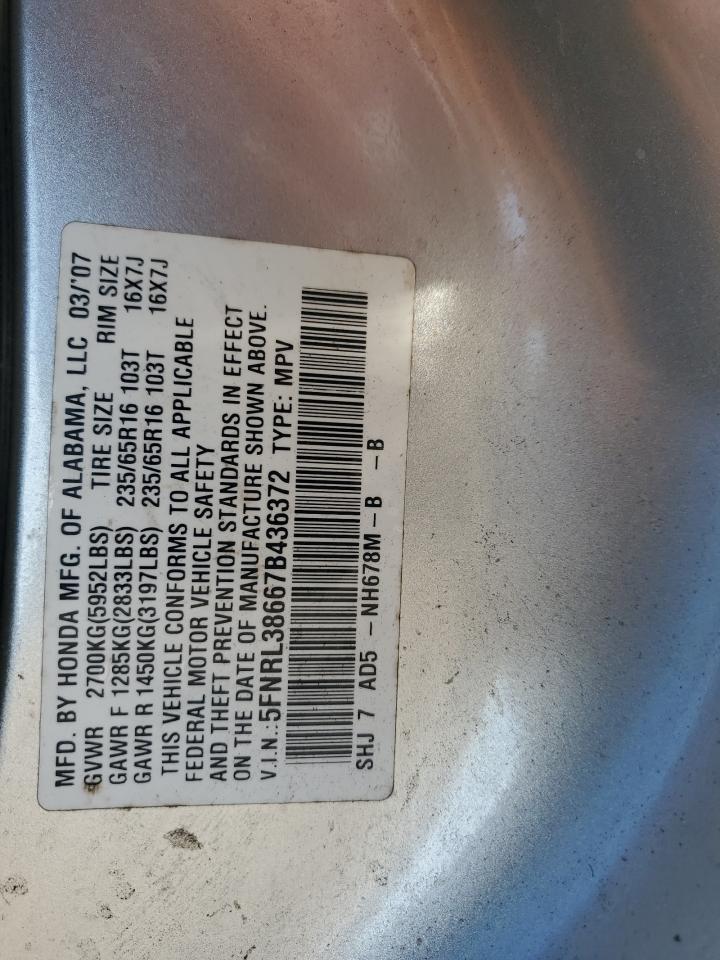 MFD. BY HONDA MFG. OF ALABAMA, LLC 03/'07
GVWR 2700KG(5952LBS) TIRE SIZE RIM SIZE
GAWR F 1285KG(2833LBS) 235/65R16 103T 16X7J
GAWR R 1450KG(3197LBS) 235/65R16 103T 16X7J
THIS VEHICLE CONFORMS TO ALL APPLICABLE
FEDERAL MOTOR VEHICLE SAFETY
AND THEFT PREVENTION STANDARDS IN EFFECT
ON THE DATE OF MANUFACTURE SHOWN ABOVE.
V.I.N.:5FNRL38667B436372 TYPE: MPV
SHJ 7 AD5 - NH678M - B - B